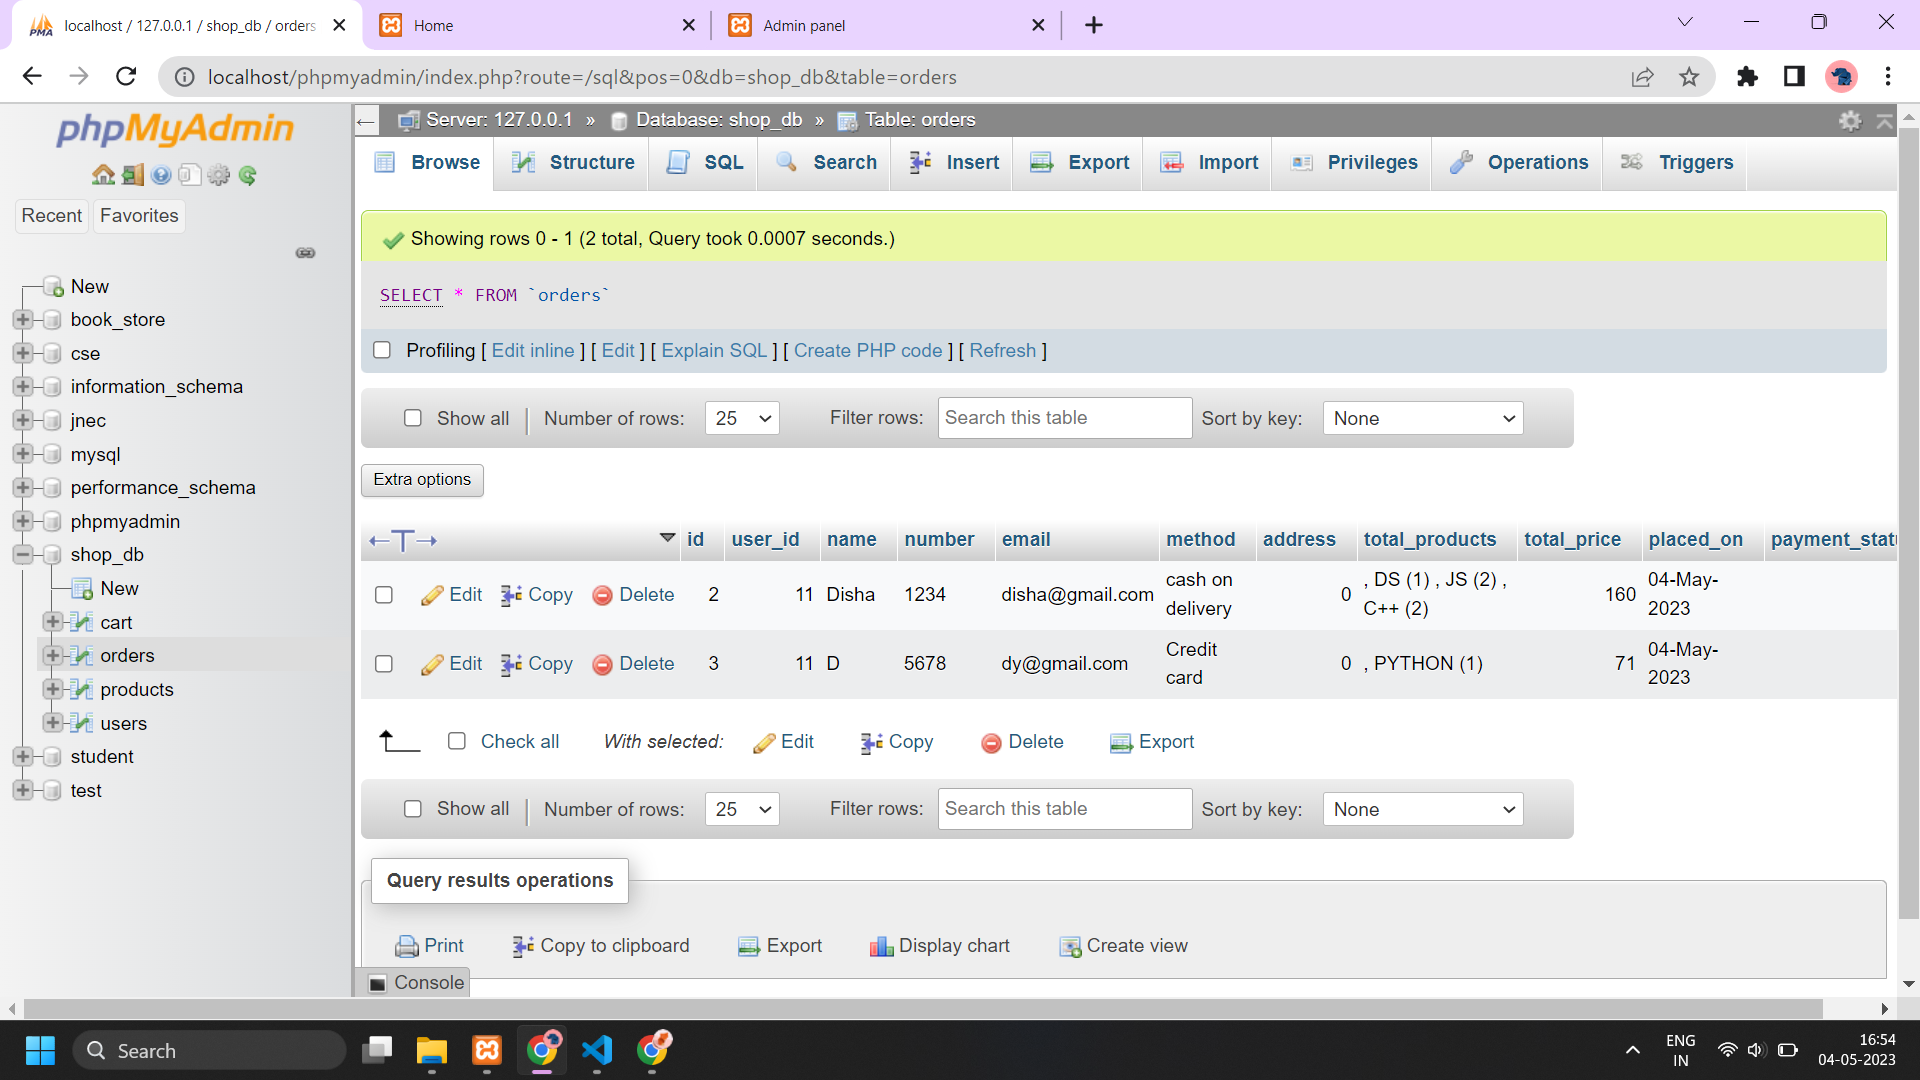 localhost / 127.0.0.1 / shop_db / orders
Home
Admin panel
localhost/phpmyadmin/index.php?route=/sql&pos=0&db=shop_db&table=orders
phpMyAdmin
Recent Favorites
New
book_store
cse
information_schema
jnec
mysql
performance_schema
phpmyadmin
shop_db
New
cart
orders
products
users
student
test
Server: 127.0.0.1 » Database: shop_db » Table: orders
Browse Structure SQL Search Insert Export Import Privileges Operations Triggers
Showing rows 0 - 1 (2 total, Query took 0.0007 seconds.)
SELECT * FROM `orders`
Profiling [ Edit inline ] [ Edit ] [ Explain SQL ] [ Create PHP code ] [ Refresh ]
Show all Number of rows: 25 Filter rows: Search this table Sort by key: None
Extra options
←T→ id user_id name number email method address total_products total_price placed_on payment_stat
Edit Copy Delete 2 11 Disha 1234 disha@gmail.com cash on delivery 0 , DS (1) , JS (2) , C++ (2) 160 04-May-2023
Edit Copy Delete 3 11 D 5678 dy@gmail.com Credit card 0 , PYTHON (1) 71 04-May-2023
Check all With selected: Edit Copy Delete Export
Show all Number of rows: 25 Filter rows: Search this table Sort by key: None
Query results operations
Print Copy to clipboard Export Display chart Create view
Console
Search
ENG
IN
16:54
04-05-2023